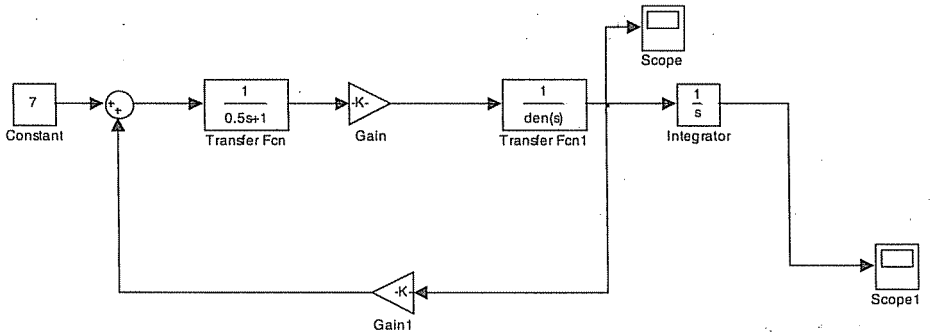 Scope
7
Constant
+
+
1
0.5s+1
Transfer Fcn
-K-
Gain
1
den(s)
Transfer Fcn1
1
s
Integrator
Scope1
-K-
Gain1